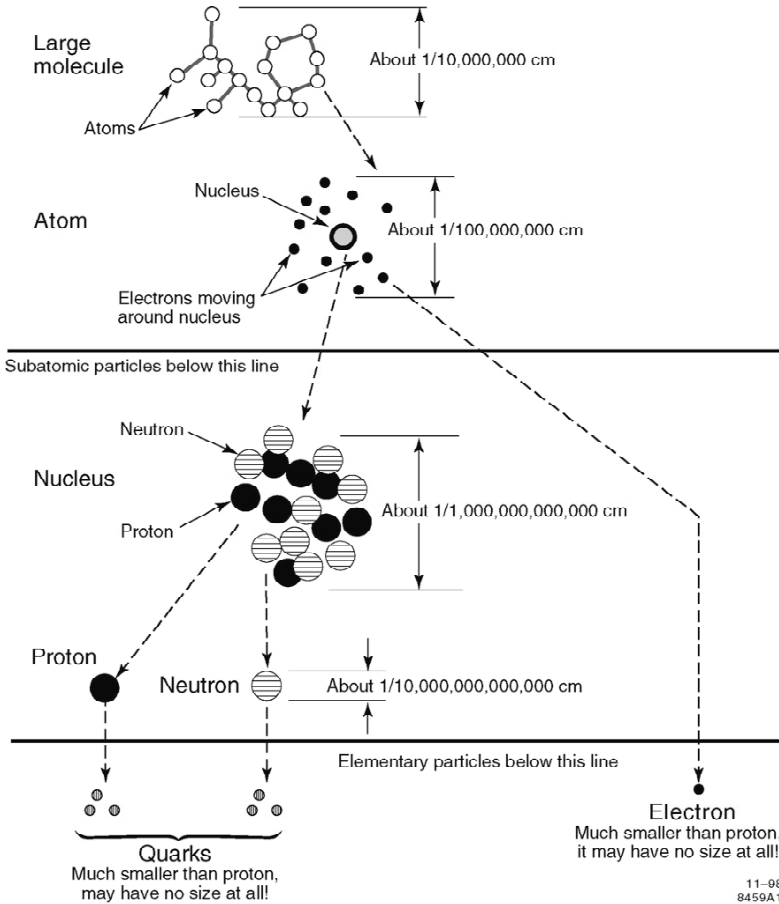 Large
molecule
About 1/10,000,000 cm
Atoms
Nucleus
Atom
About 1/100,000,000 cm
Electrons moving
around nucleus
Subatomic particles below this line
Neutron
Nucleus
About 1/1,000,000,000,000 cm
Proton
Proton
Neutron
About 1/10,000,000,000,000 cm
Elementary particles below this line
Quarks
Much smaller than proton,
may have no size at all!
Electron
Much smaller than proton,
it may have no size at all!
11–98
8459A1